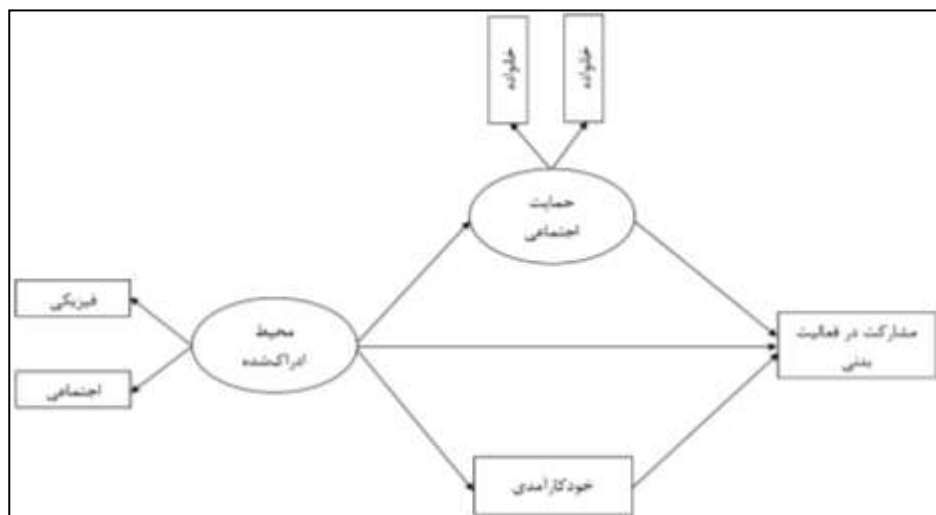 خانواده
خانواده
حمایت
اجتماعی
فیزیکی
محیط
ادراک‌شده
مشارکت در فعالیت
بدنی
اجتماعی
خودکارآمدی